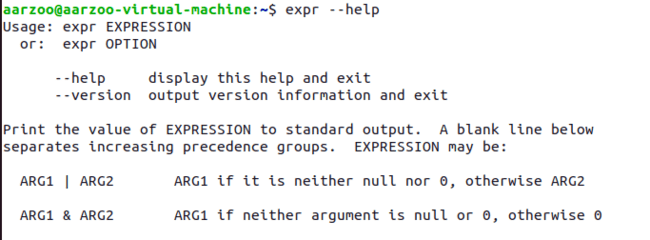 aarzoo@aarzoo-virtual-machine:~$ expr --help
Usage: expr EXPRESSION
  or:  expr OPTION

      --help     display this help and exit
      --version  output version information and exit

Print the value of EXPRESSION to standard output.  A blank line below
separates increasing precedence groups.  EXPRESSION may be:

  ARG1 | ARG2       ARG1 if it is neither null nor 0, otherwise ARG2

  ARG1 & ARG2       ARG1 if neither argument is null or 0, otherwise 0